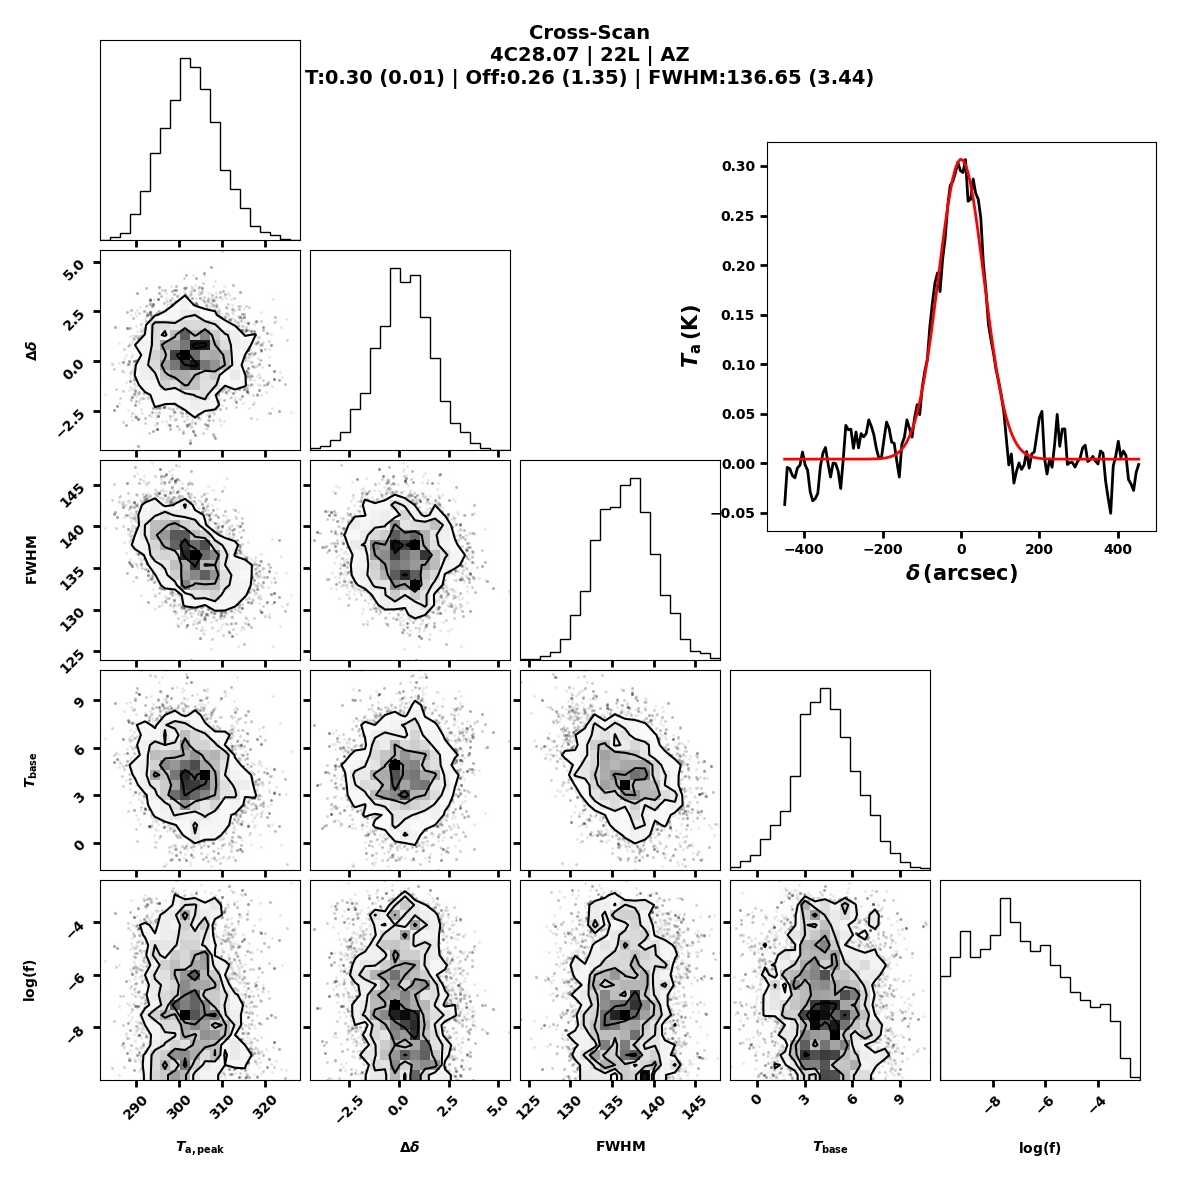 Cross-Scan
4C28.07 | 22L | AZ
T:0.30 (0.01) | Off:0.26 (1.35) | FWHM:136.65 (3.44)
0.30
0.25
0.20
0.15
0.10
0.05
0.00
−0.05
T_a (K)
−400 −200 0 200 400
δ (arcsec)
5.0
2.5
0.0
−2.5
Δδ
145
140
135
130
125
FWHM
9
6
3
0
T_base
−4
−6
−8
log(f)
290 300 310 320
−2.5 0.0 2.5 5.0
125 130 135 140 145
0 3 6 9
−8 −6 −4
T_a,peak
Δδ
FWHM
T_base
log(f)